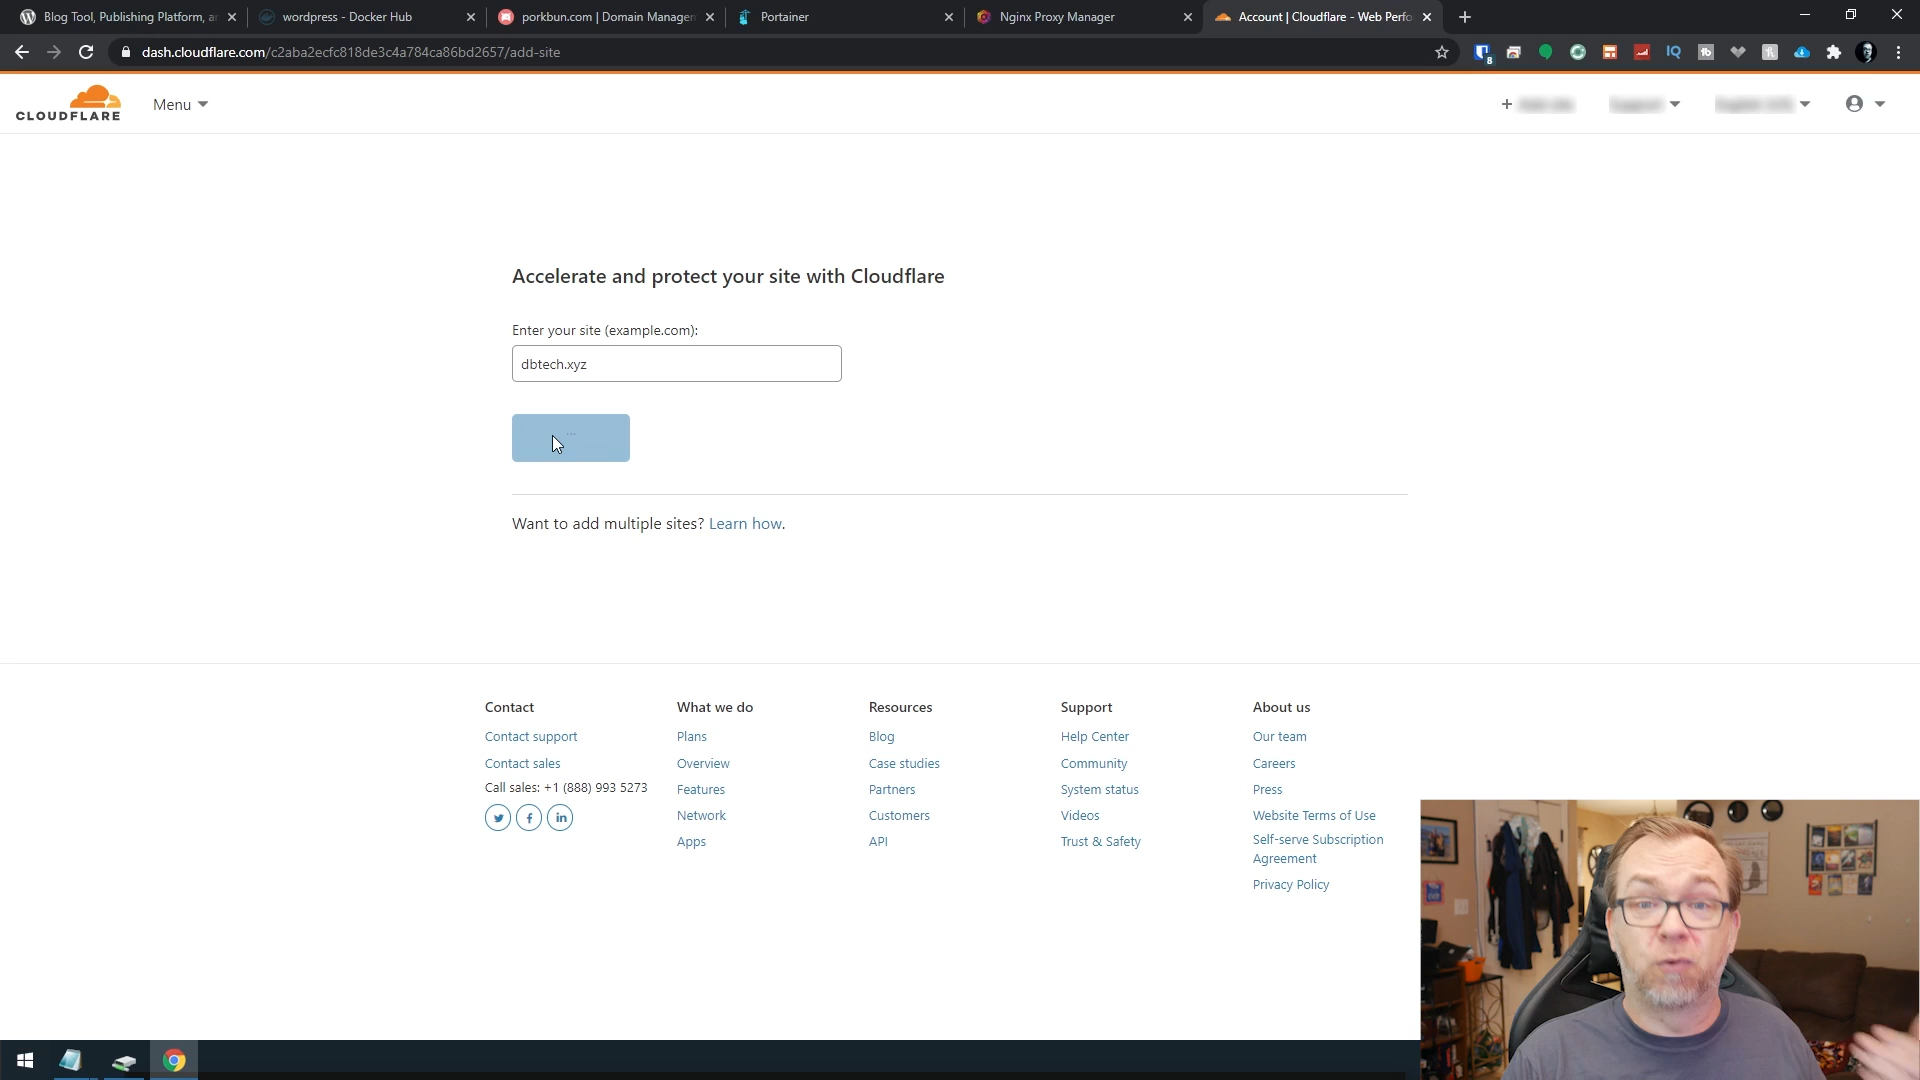 Blog Tool, Publishing Platform, a
wordpress - Docker Hub
porkbun.com | Domain Managem
Portainer
Nginx Proxy Manager
Account | Cloudflare - Web Perfo
dash.cloudflare.com/c2aba2ecfc818de3c4a784ca86bd2657/add-site
8
IQ
CLOUDFLARE
Menu
+
Accelerate and protect your site with Cloudflare
Enter your site (example.com):
dbtech.xyz
...
Want to add multiple sites? Learn how.
Contact
Contact support
Contact sales
Call sales: +1 (888) 993 5273
What we do
Plans
Overview
Features
Network
Apps
Resources
Blog
Case studies
Partners
Customers
API
Support
Help Center
Community
System status
Videos
Trust & Safety
About us
Our team
Careers
Press
Website Terms of Use
Self-serve Subscription
Agreement
Privacy Policy